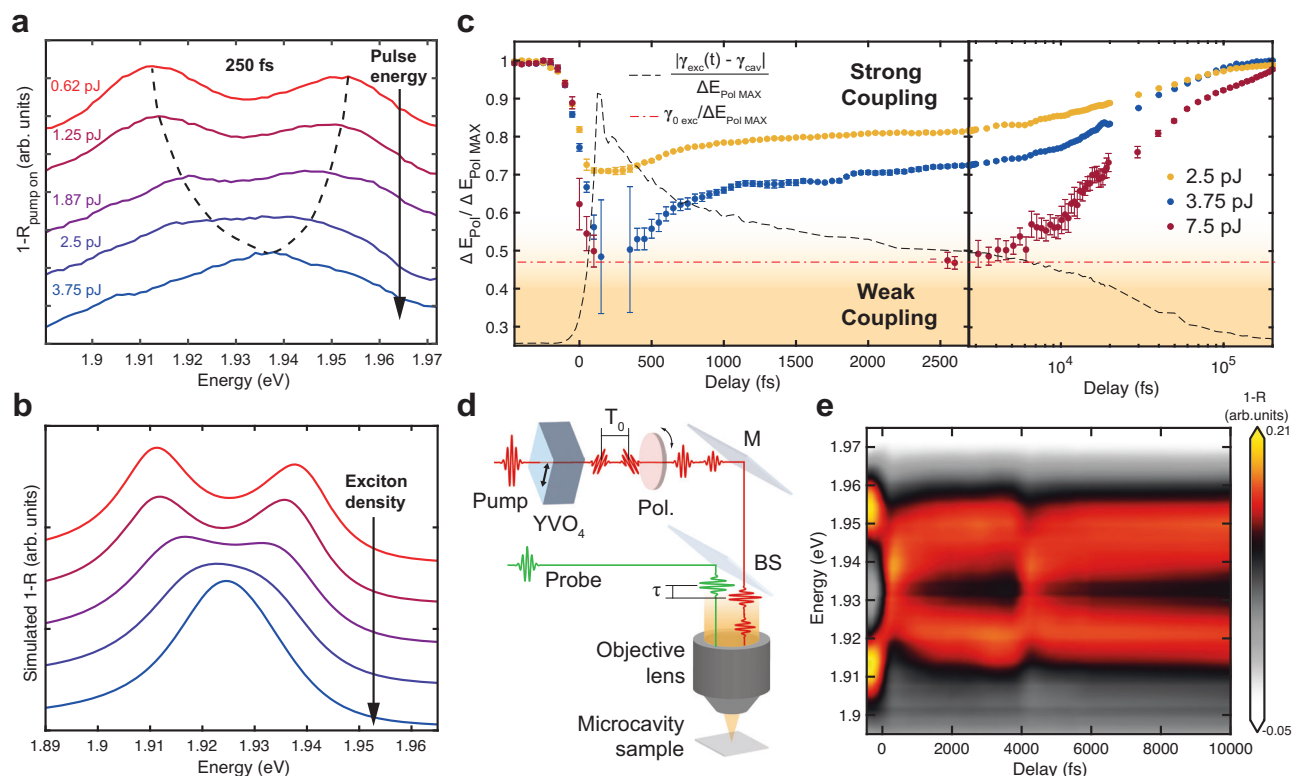 a
1-R pump on (arb. units)
0.62 pJ
1.25 pJ
1.87 pJ
2.5 pJ
3.75 pJ
250 fs
Pulse
energy
1.9 1.91 1.92 1.93 1.94 1.95 1.96 1.97
Energy (eV)
b
Simulated 1-R (arb. units)
Exciton
density
1.89 1.9 1.91 1.92 1.93 1.94 1.95 1.96
Energy (eV)
c
Δ E Pol / Δ E Pol MAX
1
0.9
0.8
0.7
0.6
0.5
0.4
0.3
|γexc(t) - γcav|
ΔE Pol MAX
γ0 exc/ΔE Pol MAX
Strong
Coupling
Weak
Coupling
2.5 pJ
3.75 pJ
7.5 pJ
0 500 1000 1500 2000 2500
Delay (fs)
10⁴ 10⁵
Delay (fs)
d
T₀
M
Pump
YVO₄
Pol.
BS
Probe
τ
Objective
lens
Microcavity
sample
e
1-R
(arb.units)
0.21
-0.05
Energy (eV)
1.97
1.96
1.95
1.94
1.93
1.92
1.91
1.9
0 2000 4000 6000 8000 10000
Delay (fs)